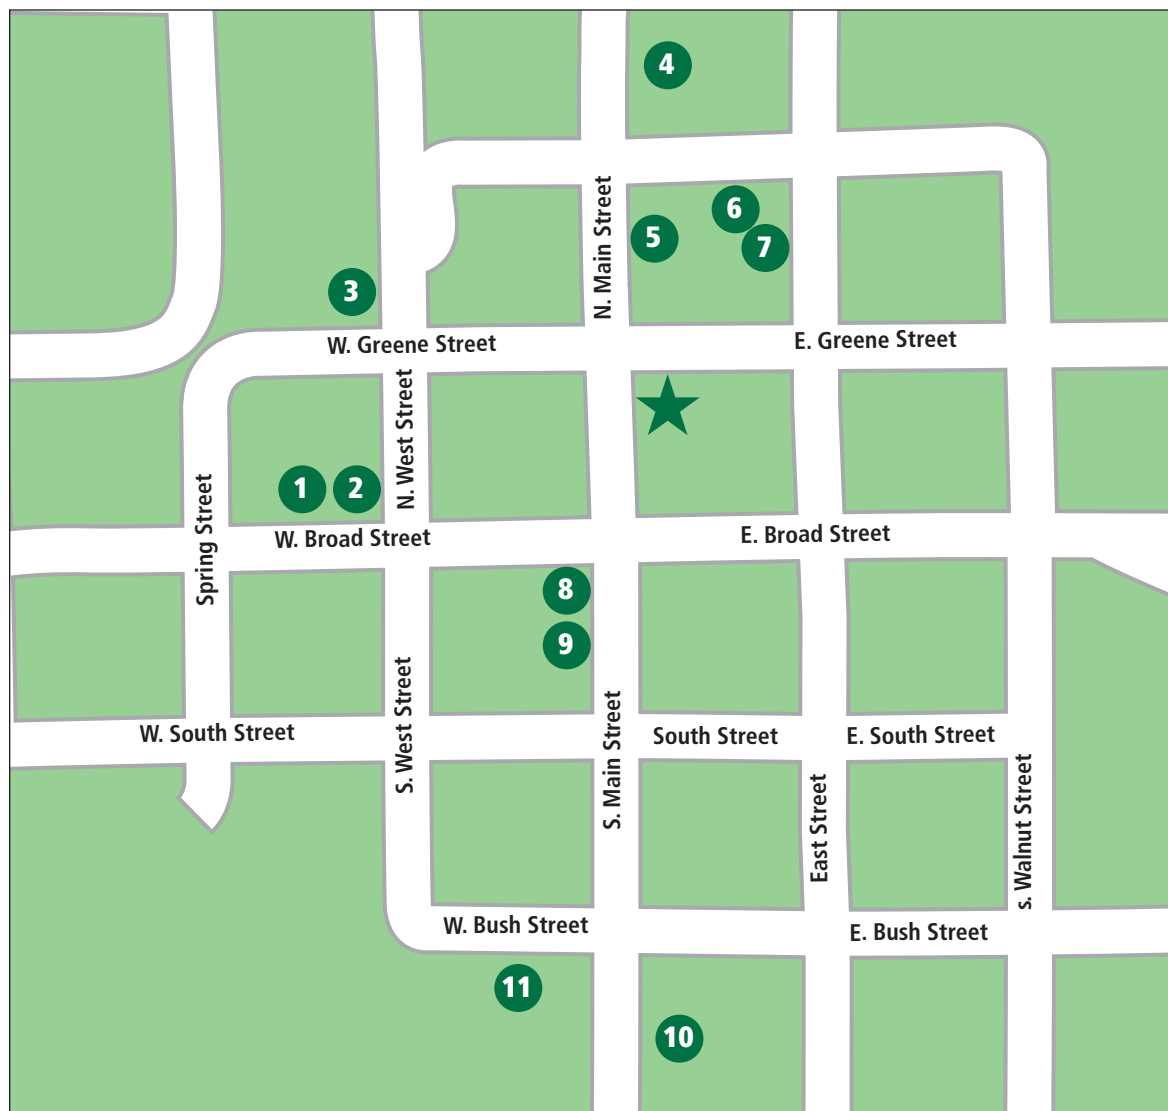 4
6
5
7
N. Main Street
3
W. Greene Street
E. Greene Street
N. West Street
1
2
Spring Street
W. Broad Street
E. Broad Street
8
9
S. West Street
S. Main Street
W. South Street
South Street
E. South Street
East Street
s. Walnut Street
W. Bush Street
E. Bush Street
11
10